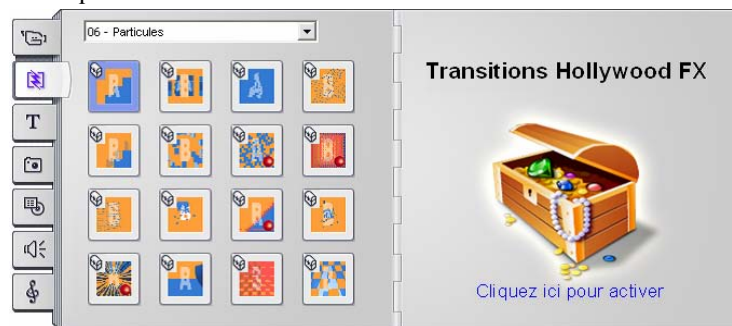 06 - Particules
Transitions Hollywood FX
T
Cliquez ici pour activer